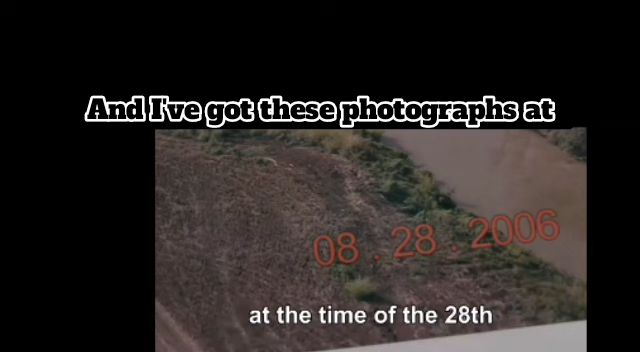 And I've got these photographs at
08.28.2006
at the time of the 28th